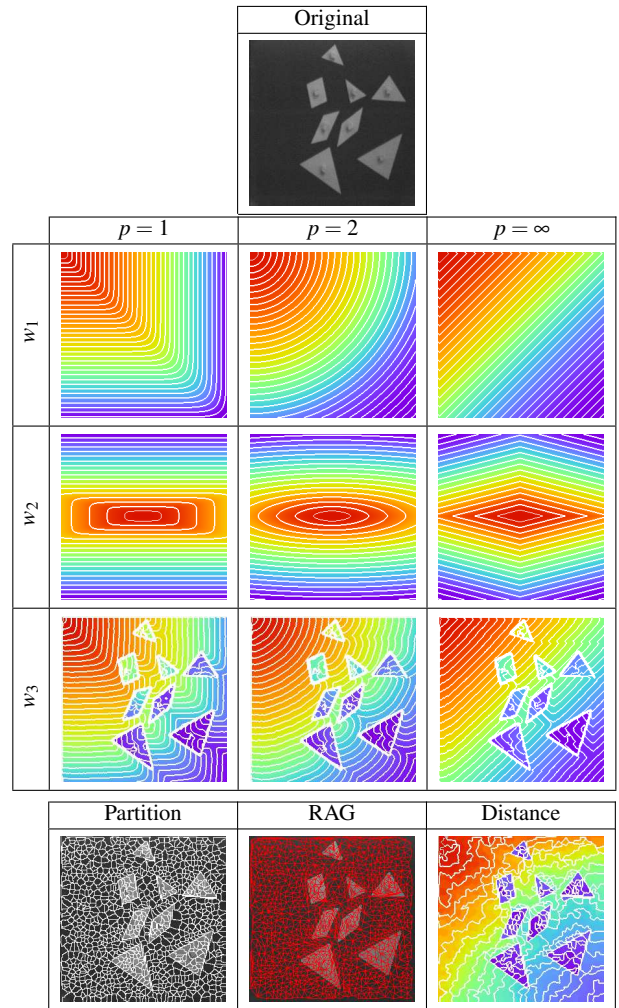 Original
p = 1 p = 2 p = ∞
w₁
w₂
w₃
Partition RAG Distance